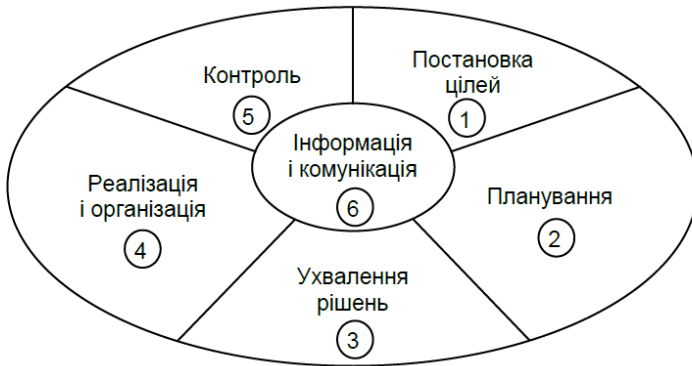 Постановка
цілей
1
Планування
2
Ухвалення
рішень
3
Реалізація
і організація
4
Контроль
5
Інформація
і комунікація
6